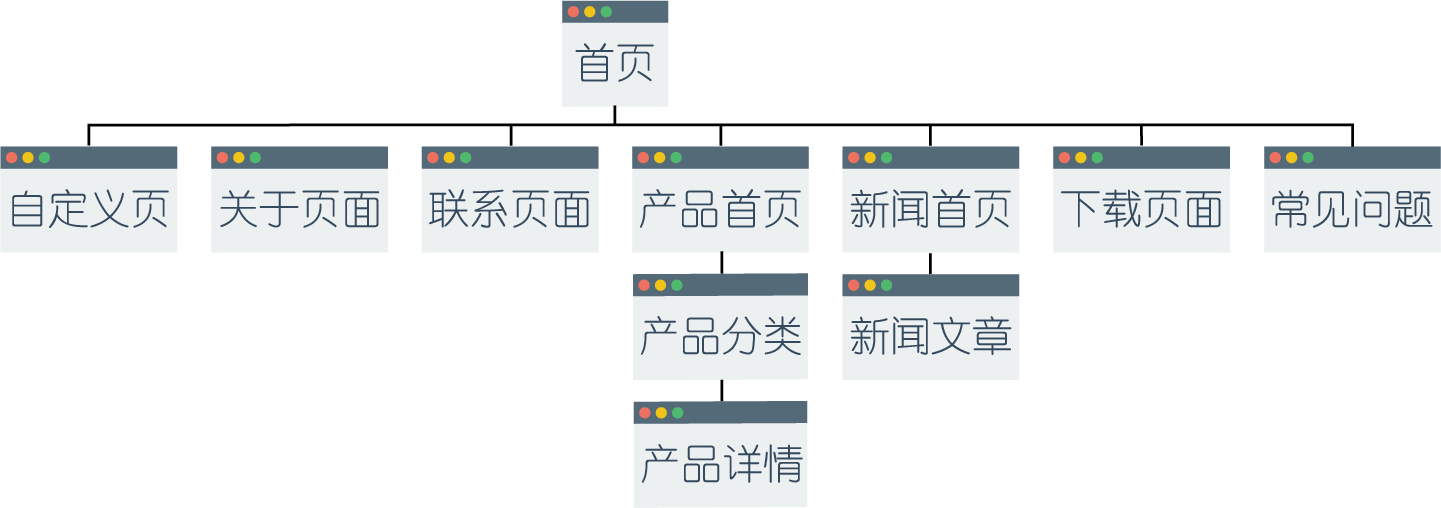 首页
自定义页
关于页面
联系页面
产品首页
新闻首页
下载页面
常见问题
产品分类
新闻文章
产品详情